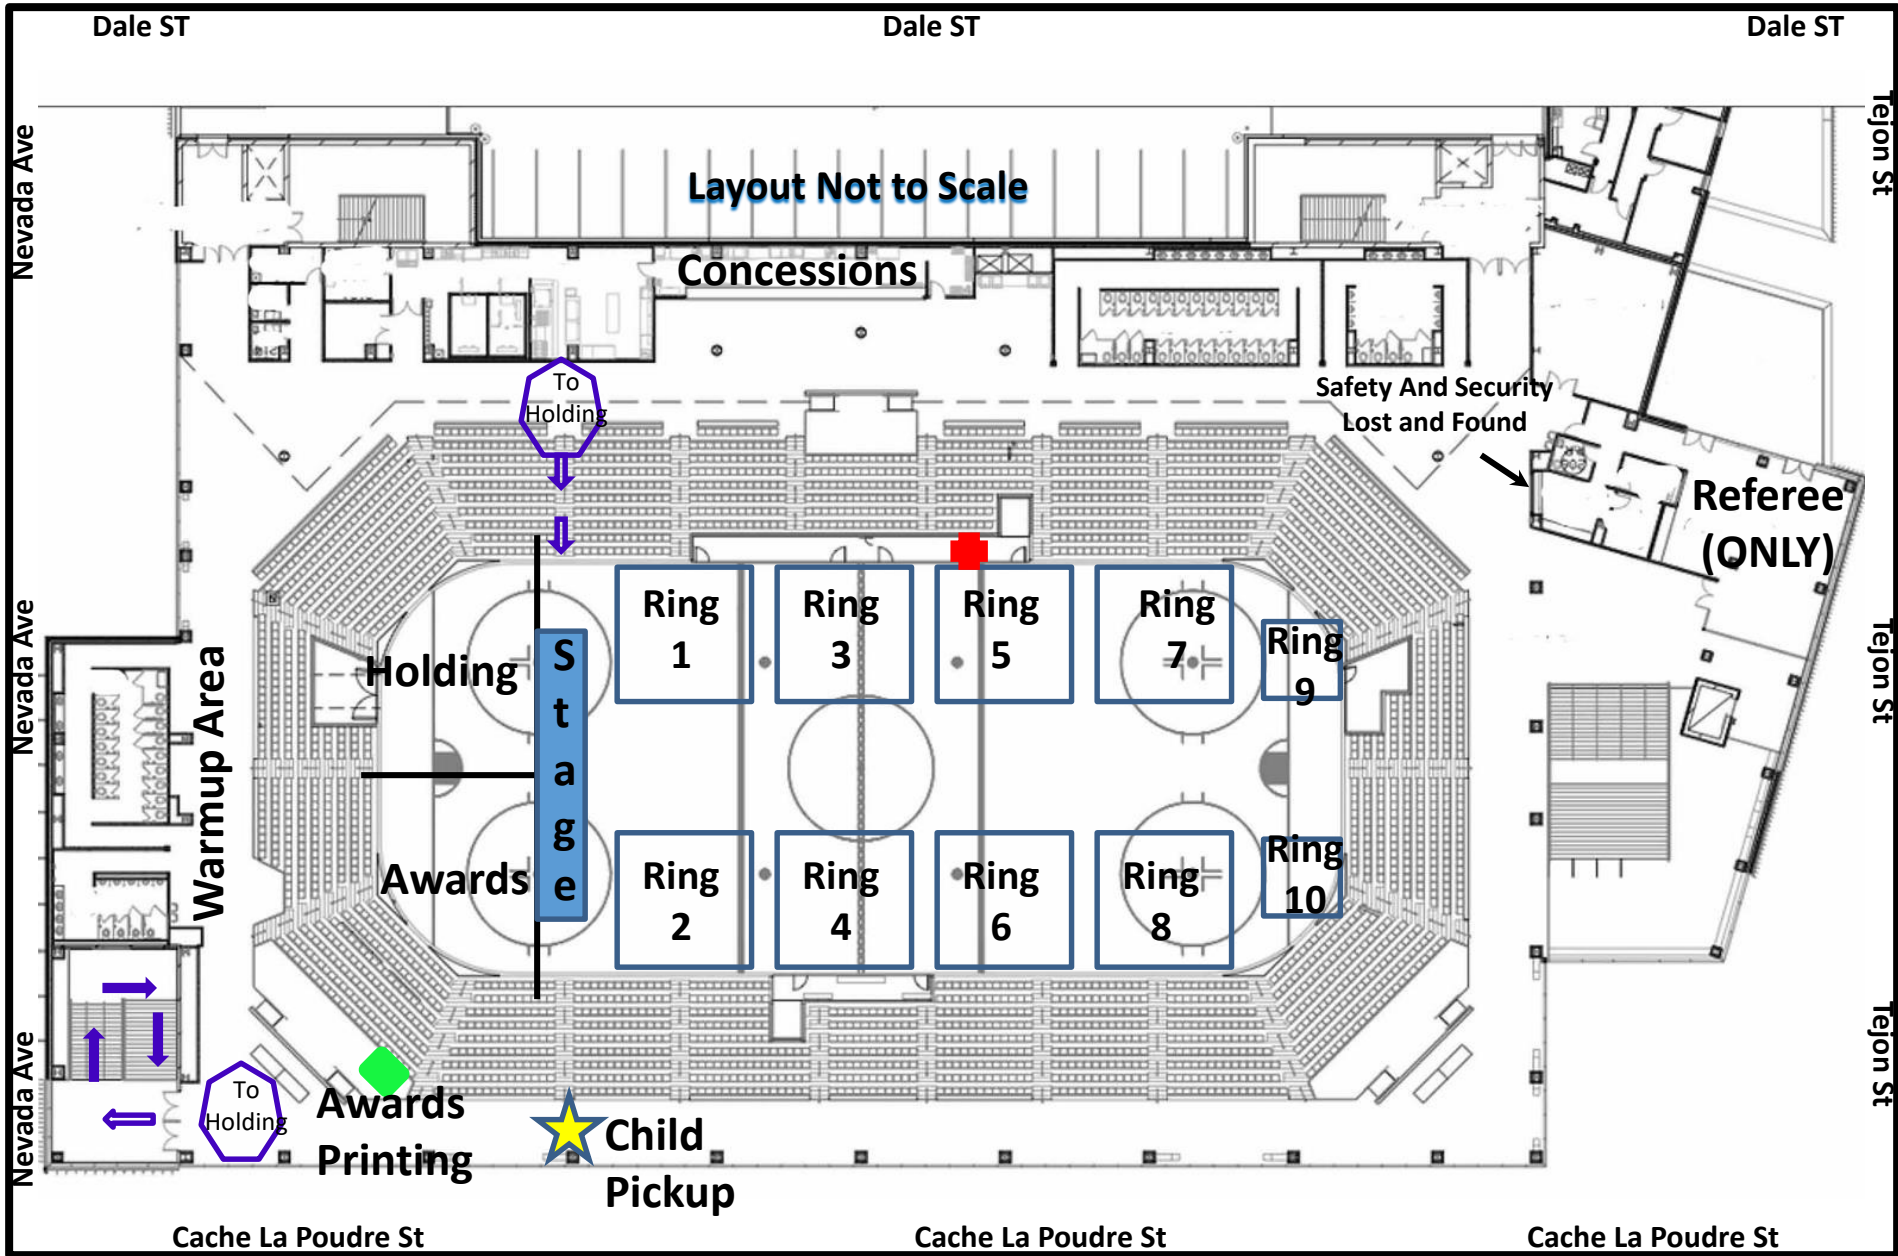 Dale ST
Dale ST
Dale ST
Nevada Ave
Tejon St
Layout Not to Scale
Concessions
To
Holding
Safety And Security
Lost and Found
Referee
(ONLY)
Ring
1
Ring
3
Ring
5
Ring
7
Ring
9
Nevada Ave
Tejon St
Warmup Area
Holding
S
t
a
g
e
Awards
Ring
2
Ring
4
Ring
6
Ring
8
Ring
10
Nevada Ave
Tejon St
To
Holding
Awards
Printing
Child
Pickup
Cache La Poudre St
Cache La Poudre St
Cache La Poudre St